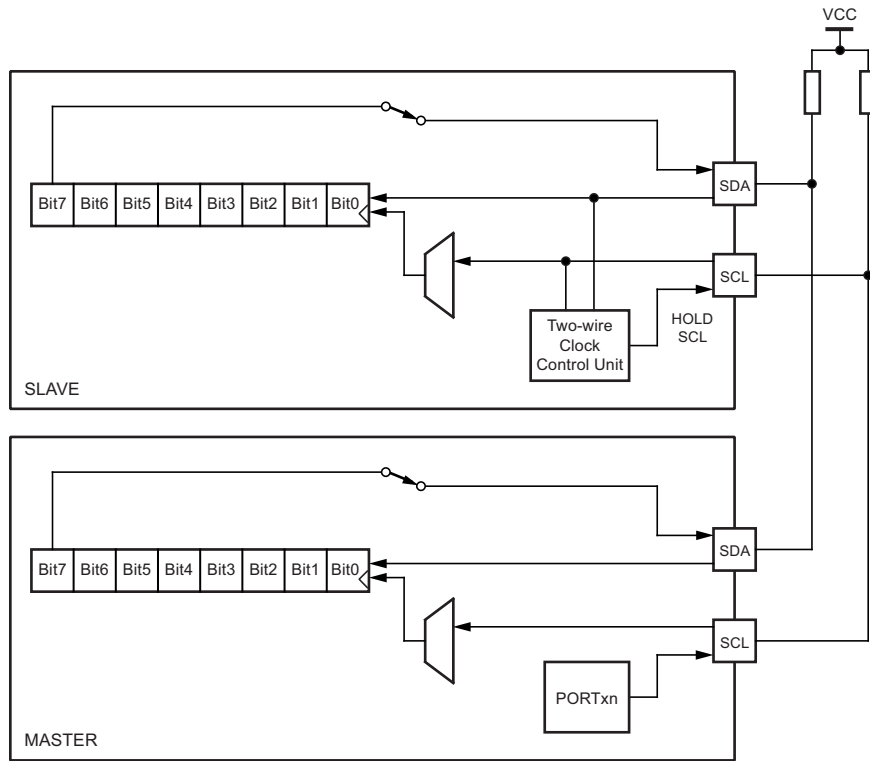 VCC
Bit7 Bit6 Bit5 Bit4 Bit3 Bit2 Bit1 Bit0
SDA
SCL
Two-wire
Clock
Control Unit
HOLD
SCL
SLAVE
Bit7 Bit6 Bit5 Bit4 Bit3 Bit2 Bit1 Bit0
SDA
SCL
PORTxn
MASTER